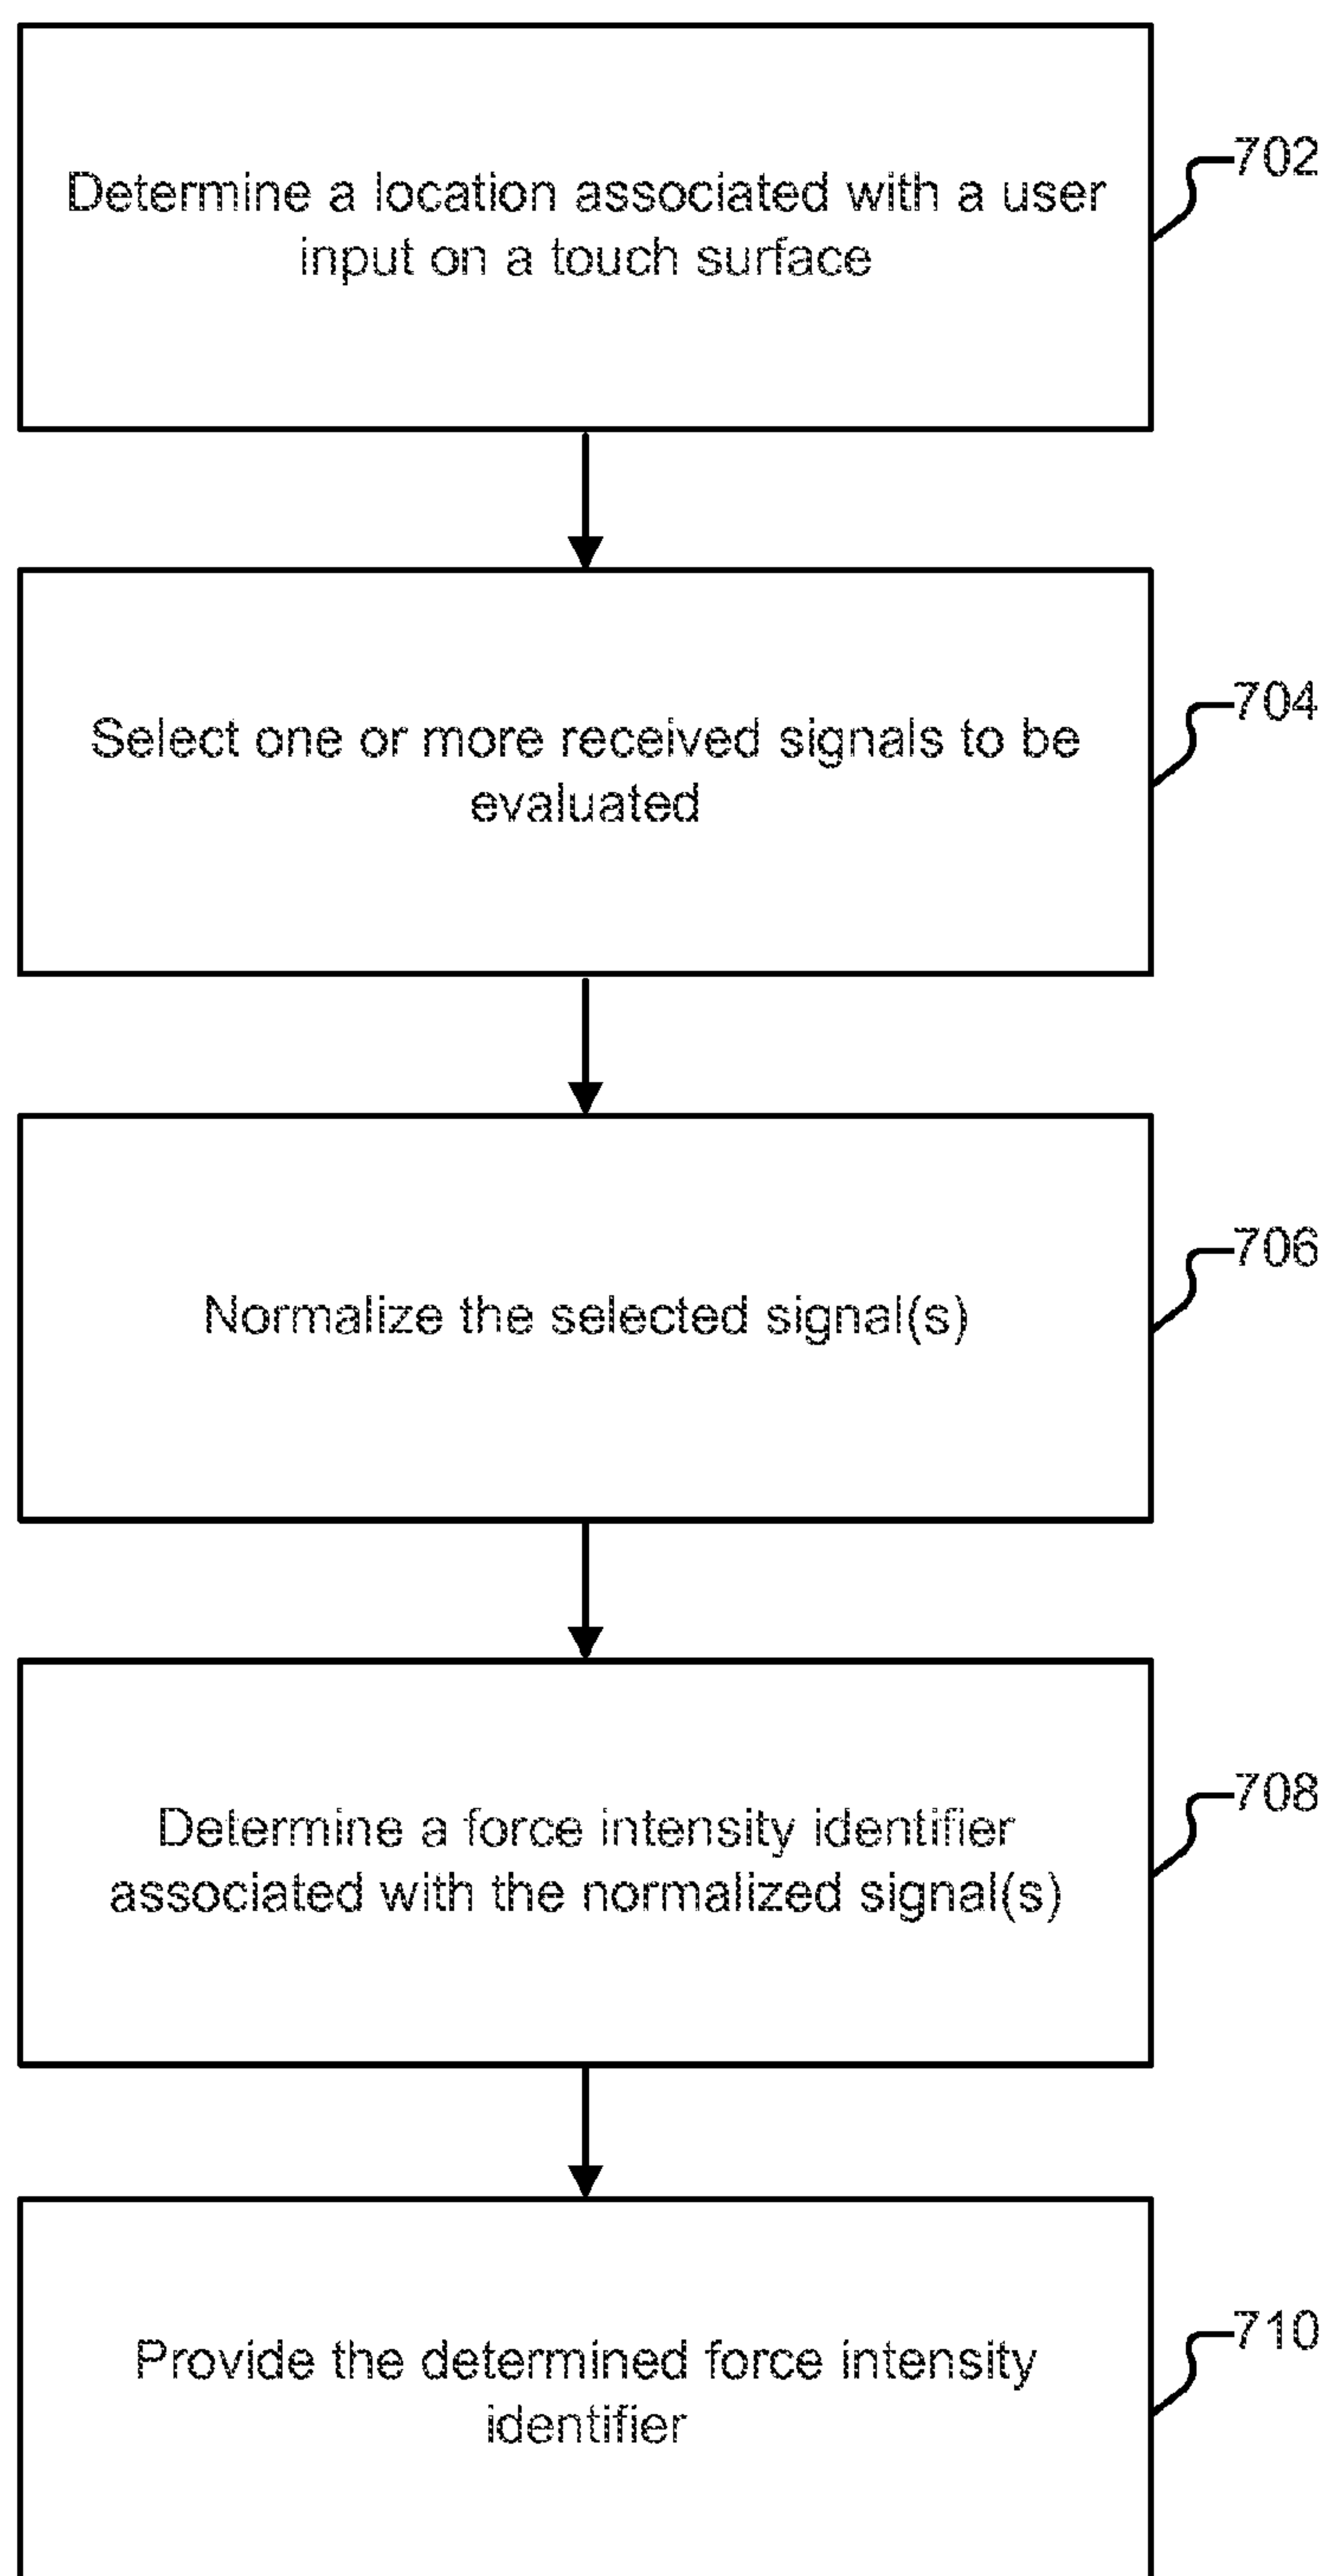 Determine a location associated with a user
input on a touch surface
702
Select one or more received signals to be
evaluated
704
Normalize the selected signal(s)
706
Determine a force intensity identifier
associated with the normalized signal(s)
708
Provide the determined force intensity
identifier
710